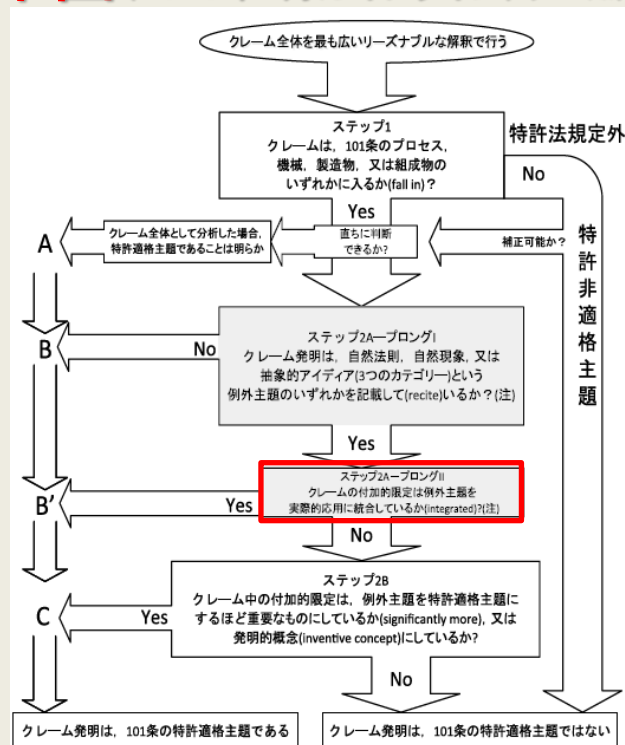 クレーム全体を最も広いリーズナブルな解釈で行う
ステップ1
クレームは，101条のプロセス，
機械，製造物，又は組成物の
いずれかに入るか(fall in)？
特許法規定外
No
Yes
A
クレーム全体として分析した場合，
特許適格主題であることは明らか
直ちに判断
できるか?
補正可能か？
特許非適格主題
ステップ2AープロングI
クレーム発明は，自然法則，自然現象，又は
抽象的アイディア(3つのカテゴリー)という
例外主題のいずれかを記載して(recite)いるか？(注)
B
No
Yes
ステップ2AープロングII
クレームの付加的限定は例外主題を
実際的応用に統合しているか(integrated)?(注)
B’
Yes
No
ステップ2B
クレーム中の付加的限定は，例外主題を特許適格主題に
するほど重要なものにしているか(significantly more)，又は
発明的概念(inventive concept)にしているか?
C
Yes
No
クレーム発明は，101条の特許適格主題である
クレーム発明は，101条の特許適格主題ではない